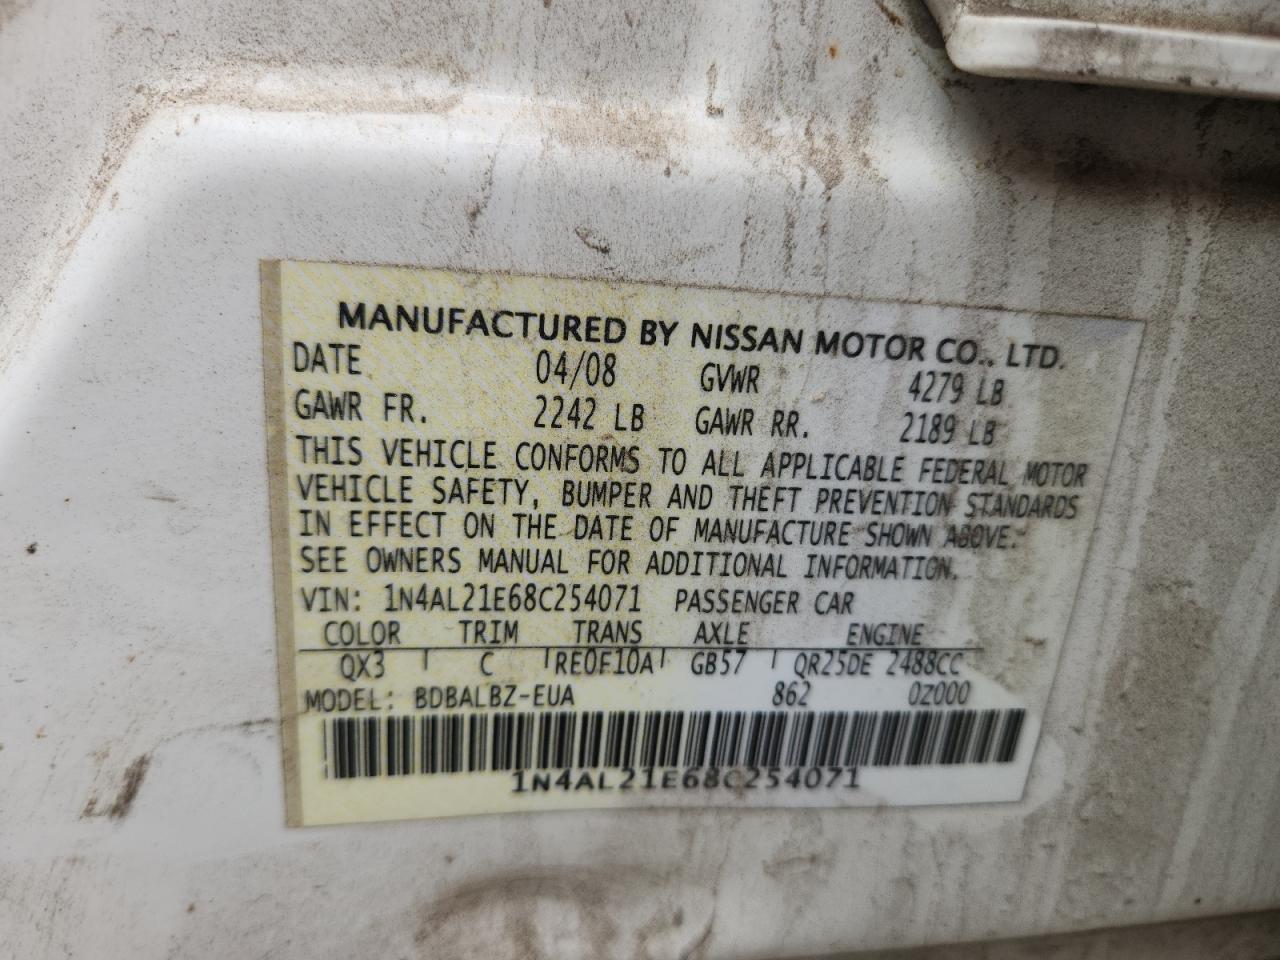 MANUFACTURED BY NISSAN MOTOR CO., LTD.
DATE 04/08 GVWR 4279 LB
GAWR FR. 2242 LB GAWR RR. 2189 LB
THIS VEHICLE CONFORMS TO ALL APPLICABLE FEDERAL MOTOR
VEHICLE SAFETY, BUMPER AND THEFT PREVENTION STANDARDS
IN EFFECT ON THE DATE OF MANUFACTURE SHOWN ABOVE.
SEE OWNERS MANUAL FOR ADDITIONAL INFORMATION.
VIN: 1N4AL21E68C254071 PASSENGER CAR
COLOR TRIM TRANS AXLE ENGINE
QX3 C RE0F10A GB57 QR25DE 2488CC
MODEL: BDBALBZ-EUA 862 0Z000
1N4AL21E68C254071